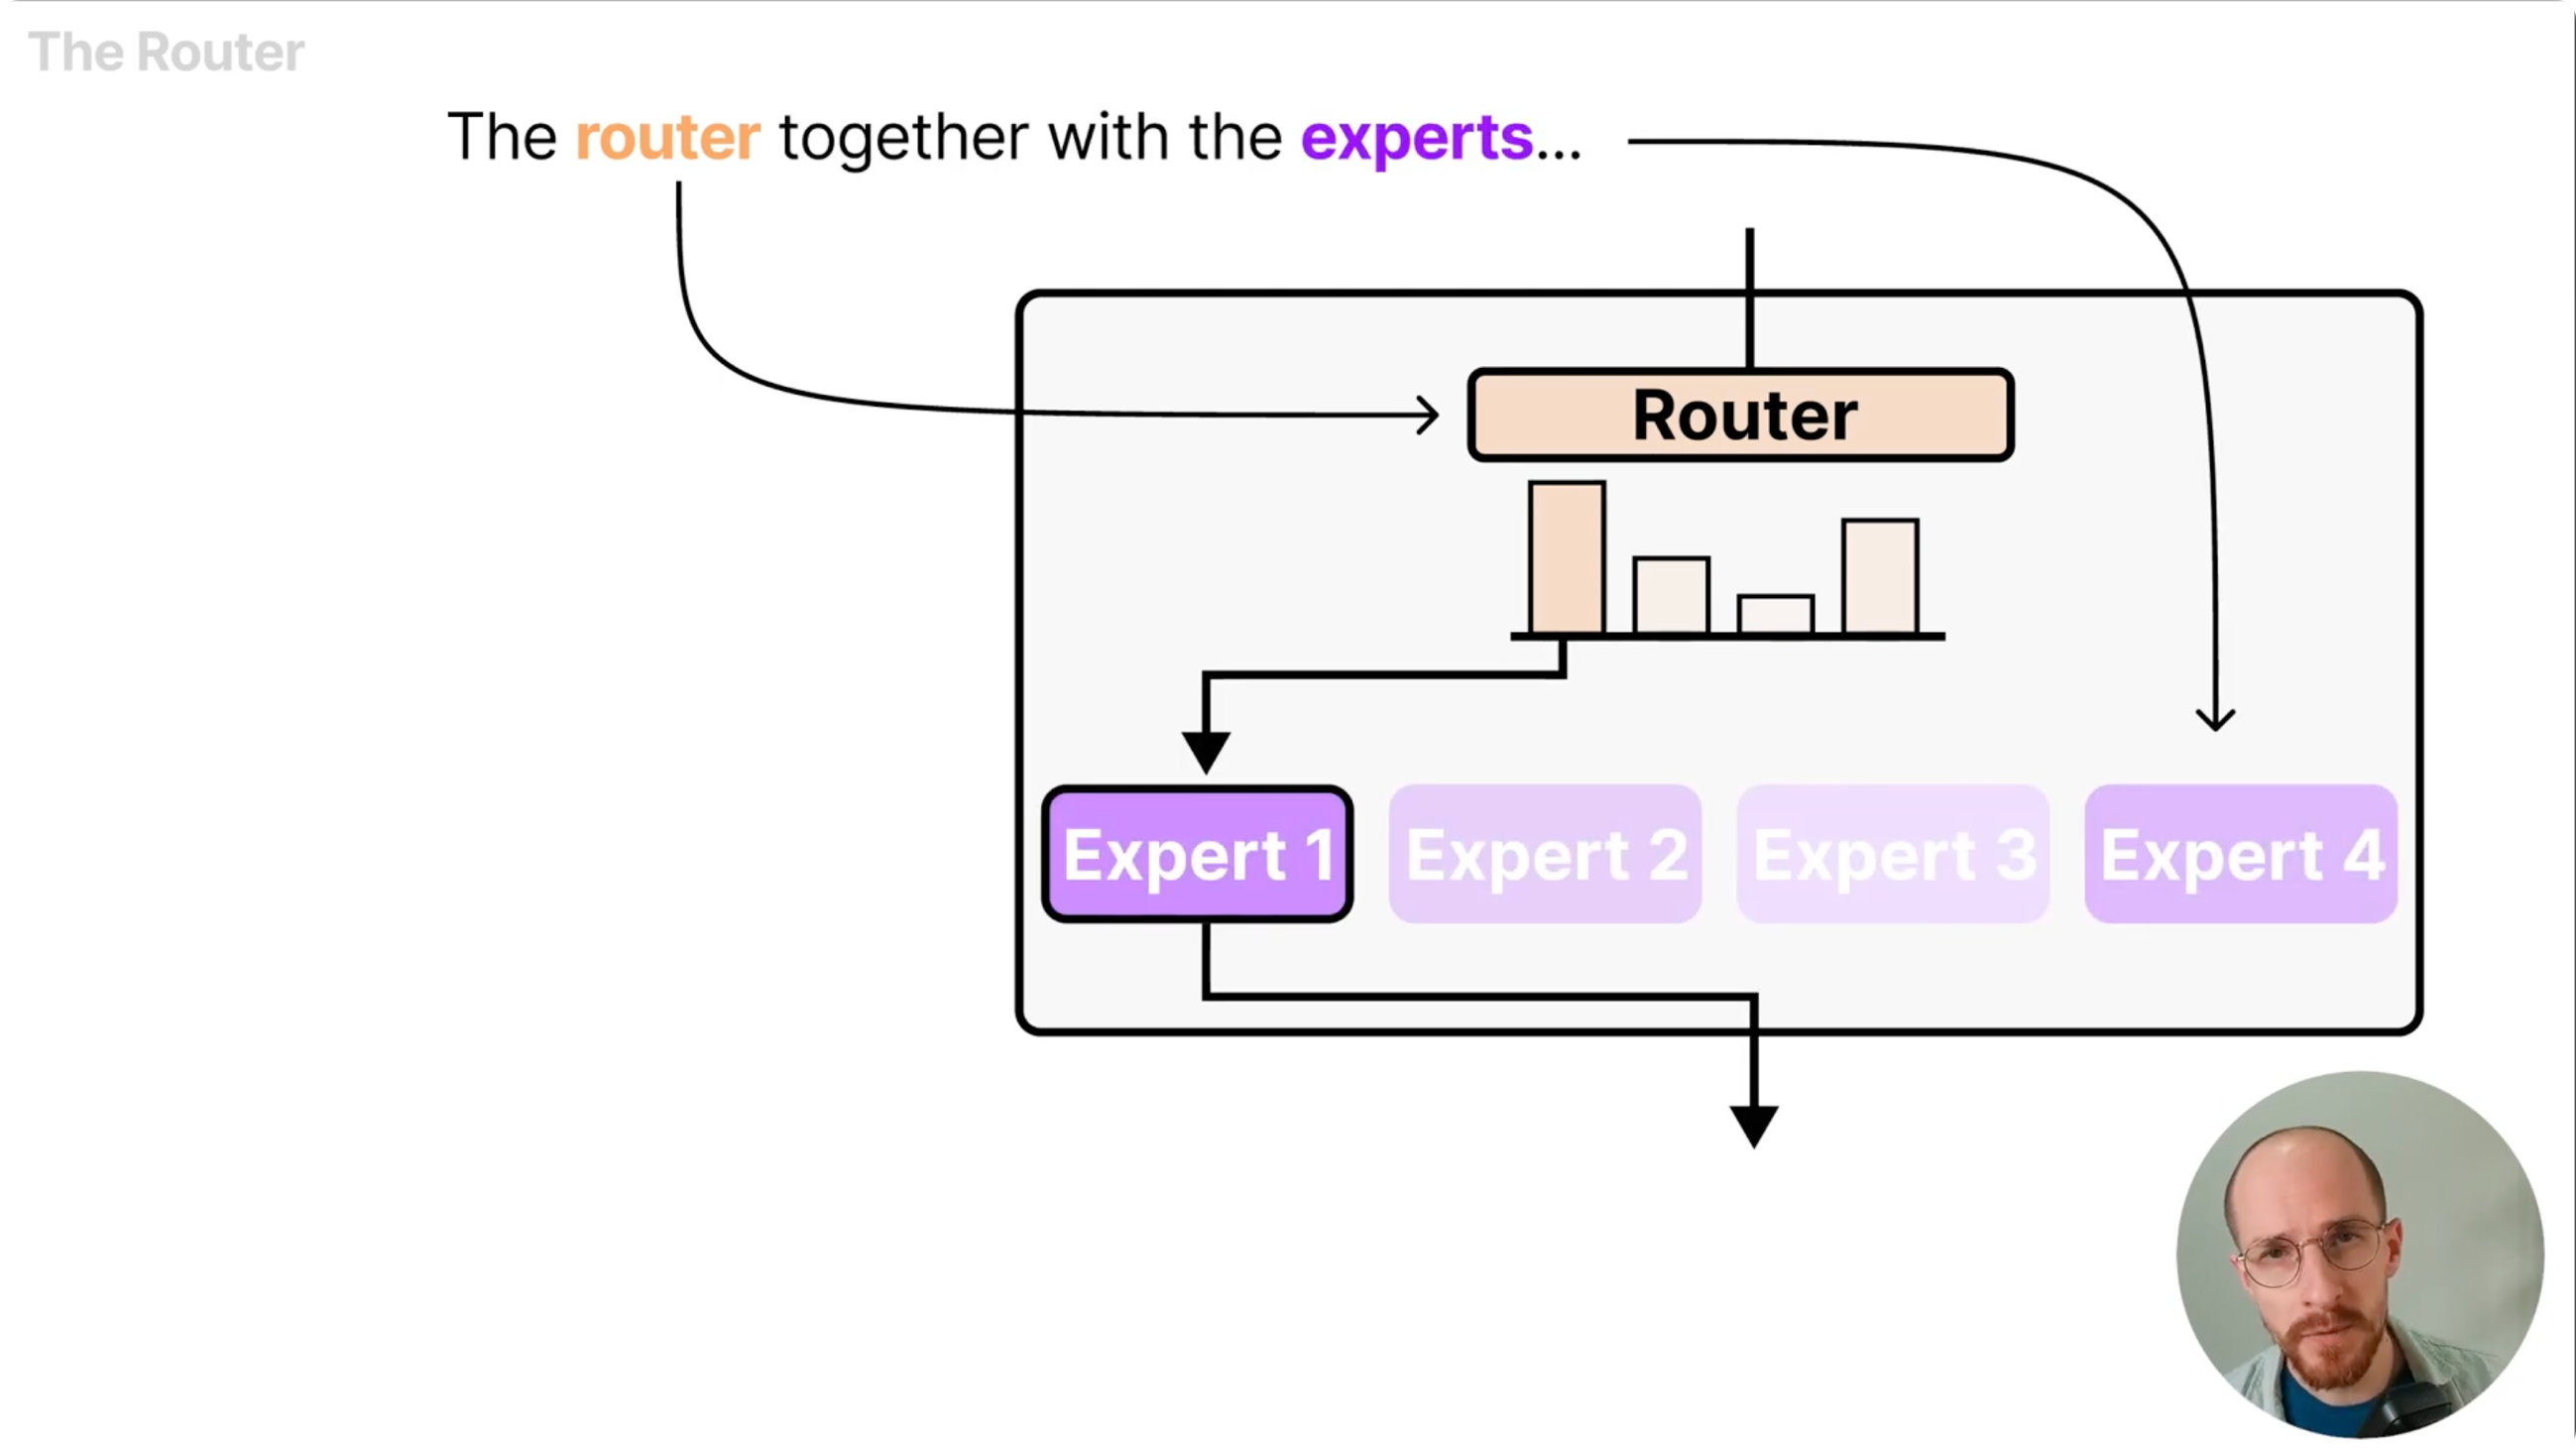 The Router
The router together with the experts...
Router
Expert 1
Expert 2
Expert 3
Expert 4